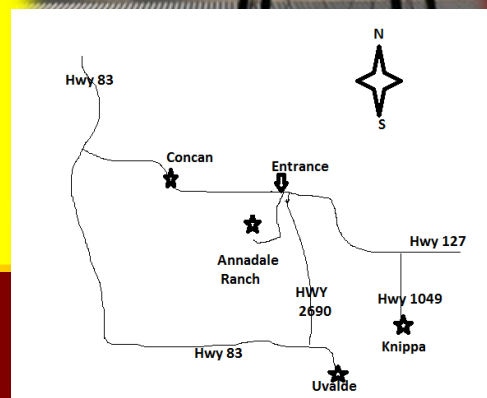 N
Hwy 83
S
Concan
Entrance
Hwy 127
Annadale
Ranch
HWY
2690
Hwy 1049
Knippa
Hwy 83
Uvalde